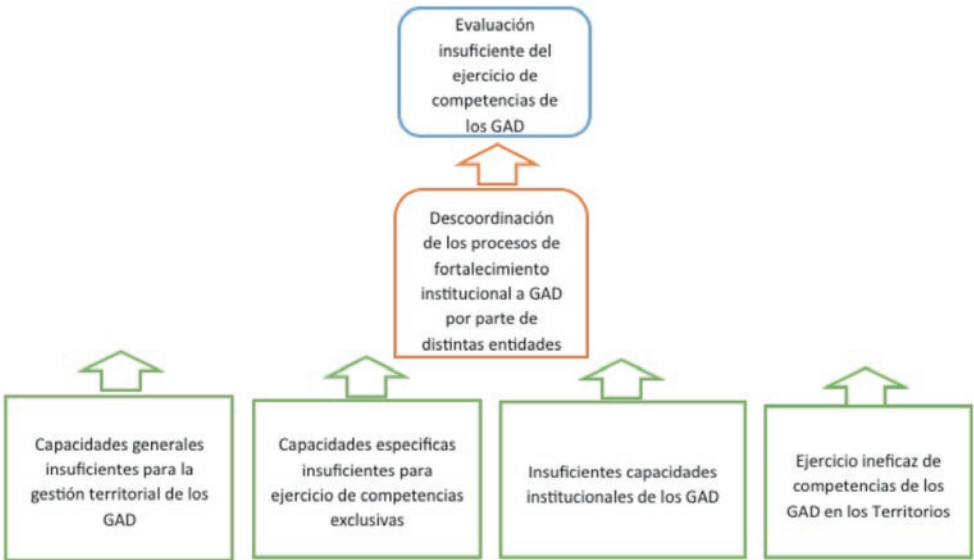 Evaluación
insuficiente del
ejercicio de
competencias de
los GAD
Descoordinación
de los procesos de
fortalecimiento
institucional a GAD
por parte de
distintas entidades
Capacidades generales
insuficientes para la
gestión territorial de los
GAD
Capacidades especificas
insuficientes para
ejercicio de competencias
exclusivas
Insuficientes capacidades
institucionales de los GAD
Ejercicio ineficaz de
competencias de los
GAD en los Territorios